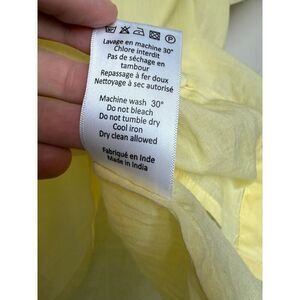 Lavage en machine 30°
Chlore interdit
Pas de séchage en
tambour
Repassage à fer doux
Nettoyage à sec autorisé
Machine wash 30°
Do not bleach
Do not tumble dry
Cool iron
Dry clean allowed
Fabriqué en Inde
Made in India